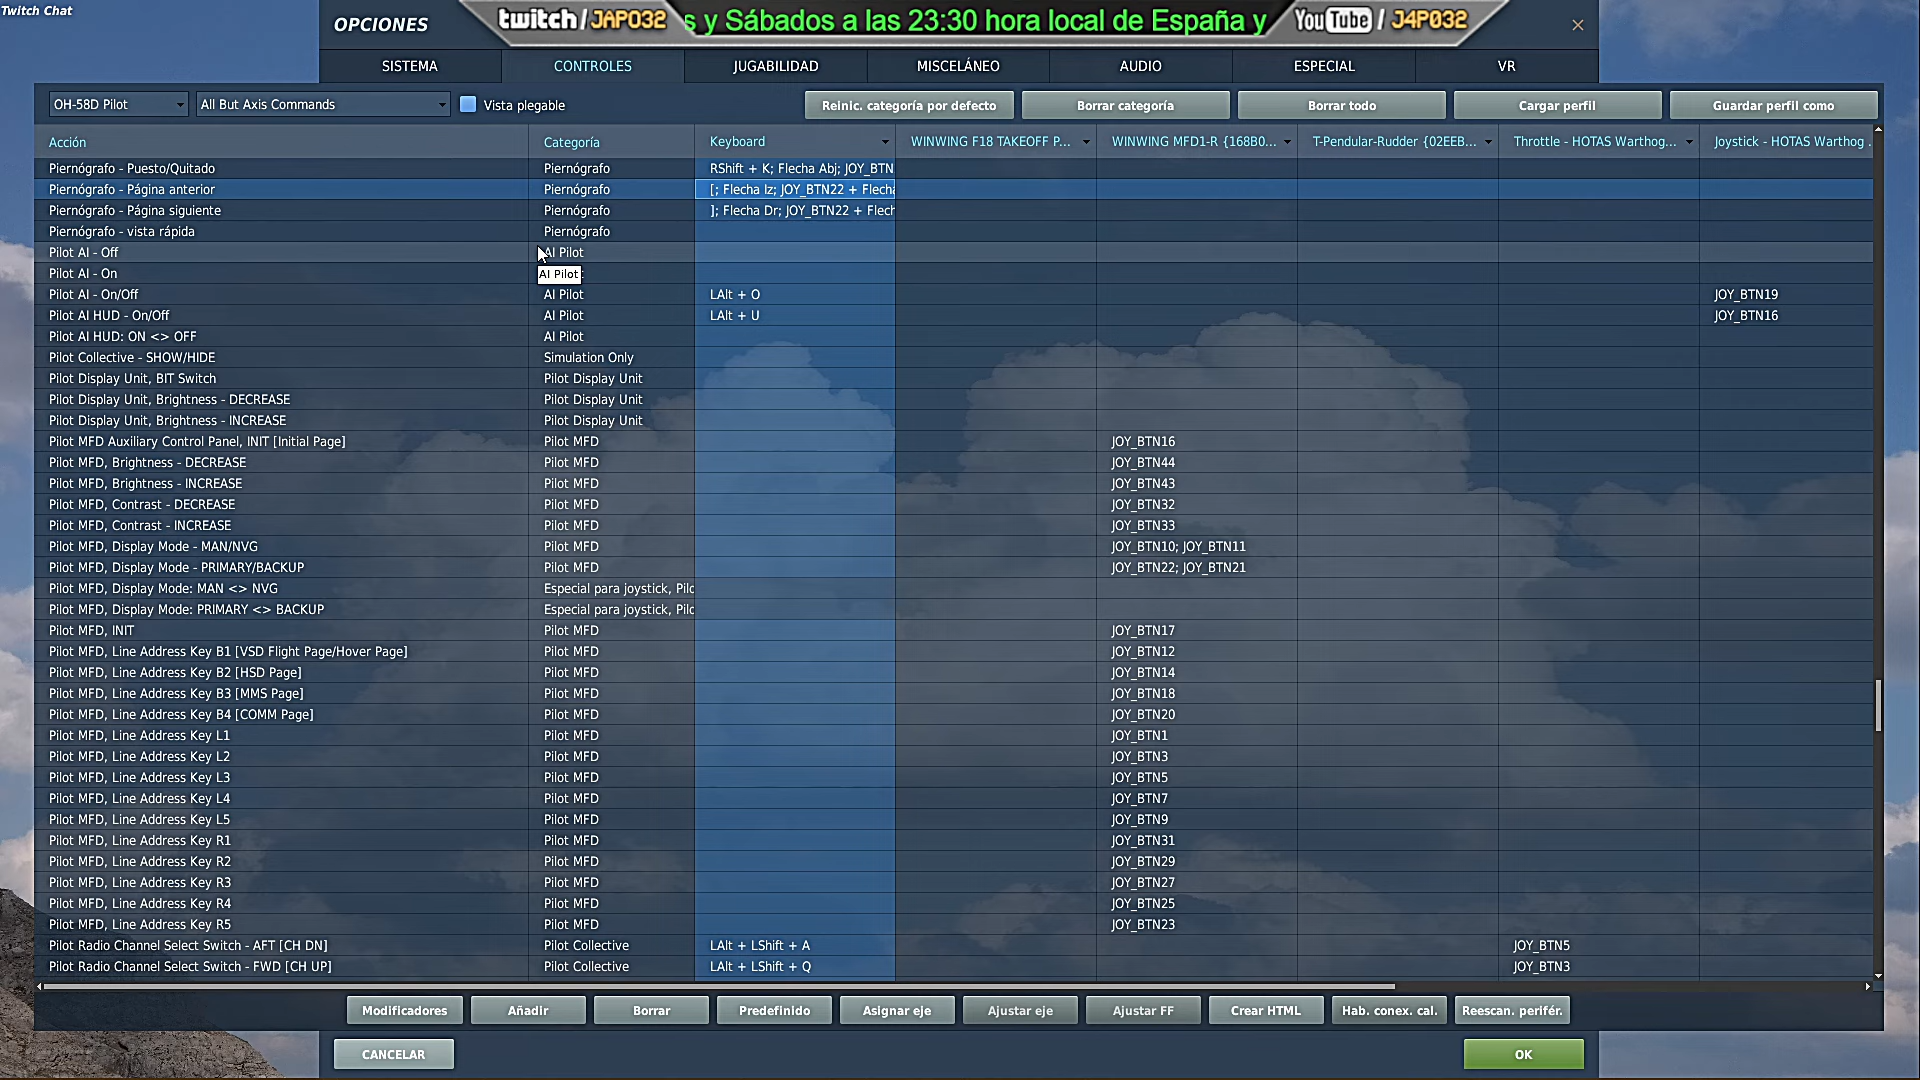 Twitch Chat
twitch / JAPO32 s y Sábados a las 23:30 hora local de España y YouTube / J4P032
OPCIONES
SISTEMA CONTROLES JUGABILIDAD MISCELÁNEO AUDIO ESPECIAL VR
OH-58D Pilot All But Axis Commands Vista plegable Reinic. categoría por defecto Borrar categoría Borrar todo Cargar perfil Guardar perfil como
Acción Categoría Keyboard WINWING F18 TAKEOFF P... WINWING MFD1-R {168B0... T-Pendular-Rudder {02EEB... Throttle - HOTAS Warthog... Joystick - HOTAS Warthog .
Piernógrafo - Puesto/Quitado Piernógrafo RShift + K; Flecha Abj; JOY_BTN
Piernógrafo - Página anterior Piernógrafo [; Flecha Iz; JOY_BTN22 + Flecha
Piernógrafo - Página siguiente Piernógrafo ]; Flecha Dr; JOY_BTN22 + Flech
Piernógrafo - vista rápida Piernógrafo
Pilot AI - Off AI Pilot
Pilot AI - On AI Pilot
Pilot AI - On/Off AI Pilot LAlt + O JOY_BTN19
Pilot AI HUD - On/Off AI Pilot LAlt + U JOY_BTN16
Pilot AI HUD: ON <> OFF AI Pilot
Pilot Collective - SHOW/HIDE Simulation Only
Pilot Display Unit, BIT Switch Pilot Display Unit
Pilot Display Unit, Brightness - DECREASE Pilot Display Unit
Pilot Display Unit, Brightness - INCREASE Pilot Display Unit
Pilot MFD Auxiliary Control Panel, INIT [Initial Page] Pilot MFD JOY_BTN16
Pilot MFD, Brightness - DECREASE Pilot MFD JOY_BTN44
Pilot MFD, Brightness - INCREASE Pilot MFD JOY_BTN43
Pilot MFD, Contrast - DECREASE Pilot MFD JOY_BTN32
Pilot MFD, Contrast - INCREASE Pilot MFD JOY_BTN33
Pilot MFD, Display Mode - MAN/NVG Pilot MFD JOY_BTN10; JOY_BTN11
Pilot MFD, Display Mode - PRIMARY/BACKUP Pilot MFD JOY_BTN22; JOY_BTN21
Pilot MFD, Display Mode: MAN <> NVG Especial para joystick, Pilo
Pilot MFD, Display Mode: PRIMARY <> BACKUP Especial para joystick, Pilo
Pilot MFD, INIT Pilot MFD JOY_BTN17
Pilot MFD, Line Address Key B1 [VSD Flight Page/Hover Page] Pilot MFD JOY_BTN12
Pilot MFD, Line Address Key B2 [HSD Page] Pilot MFD JOY_BTN14
Pilot MFD, Line Address Key B3 [MMS Page] Pilot MFD JOY_BTN18
Pilot MFD, Line Address Key B4 [COMM Page] Pilot MFD JOY_BTN20
Pilot MFD, Line Address Key L1 Pilot MFD JOY_BTN1
Pilot MFD, Line Address Key L2 Pilot MFD JOY_BTN3
Pilot MFD, Line Address Key L3 Pilot MFD JOY_BTN5
Pilot MFD, Line Address Key L4 Pilot MFD JOY_BTN7
Pilot MFD, Line Address Key L5 Pilot MFD JOY_BTN9
Pilot MFD, Line Address Key R1 Pilot MFD JOY_BTN31
Pilot MFD, Line Address Key R2 Pilot MFD JOY_BTN29
Pilot MFD, Line Address Key R3 Pilot MFD JOY_BTN27
Pilot MFD, Line Address Key R4 Pilot MFD JOY_BTN25
Pilot MFD, Line Address Key R5 Pilot MFD JOY_BTN23
Pilot Radio Channel Select Switch - AFT [CH DN] Pilot Collective LAlt + LShift + A JOY_BTN5
Pilot Radio Channel Select Switch - FWD [CH UP] Pilot Collective LAlt + LShift + Q JOY_BTN3
Modificadores Añadir Borrar Predefinido Asignar eje Ajustar eje Ajustar FF Crear HTML Hab. conex. cal. Reescan. periфér.
CANCELAR OK